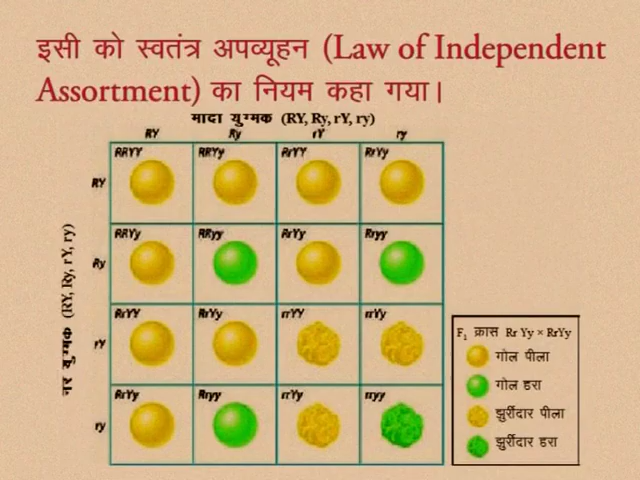 इसी को स्वतंत्र अपव्यूहन (Law of Independent
Assortment) का नियम कहा गया।
मादा युग्मक (RY, Ry, rY, ry)
RY Ry rY ry
नर युग्मक (RY, Ry, rY, ry)
RY RRYY RRYy RrYY RrYy
Ry RRYy RRyy RrYy Rryy
rY RrYY RrYy rrYY rrYy
ry RrYy Rryy rrYy rryy
F₁ क्रास Rr Yy × RrYy
गोल पीला
गोल हरा
झुर्रीदार पीला
झुर्रीदार हरा